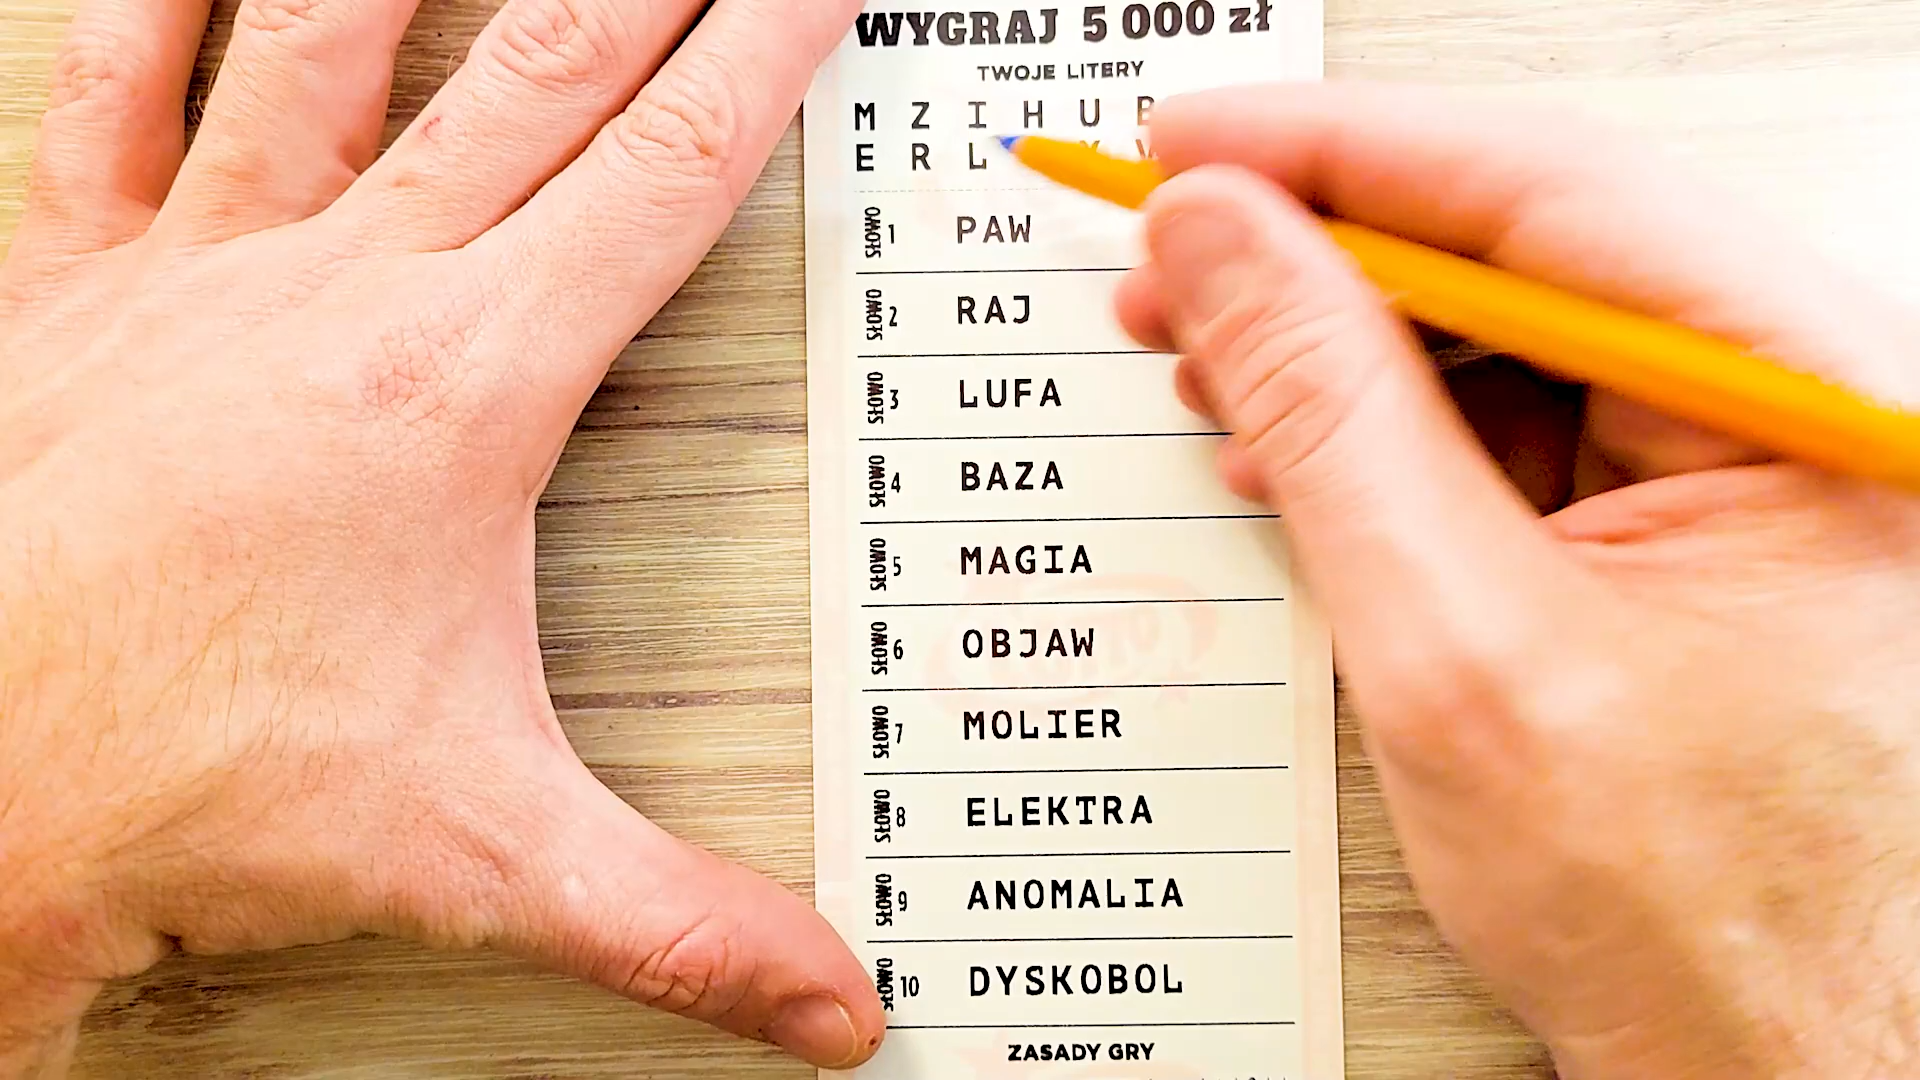 WYGRAJ 5 000 zł
TWOJE LITERY
M Z I H U
E R L
SŁOWO 1 PAW
SŁOWO 2 RAJ
SŁOWO 3 LUFA
SŁOWO 4 BAZA
SŁOWO 5 MAGIA
SŁOWO 6 OBJAW
SŁOWO 7 MOLIER
SŁOWO 8 ELEKTRA
SŁOWO 9 ANOMALIA
SŁOWO 10 DYSKOBOL
ZASADY GRY